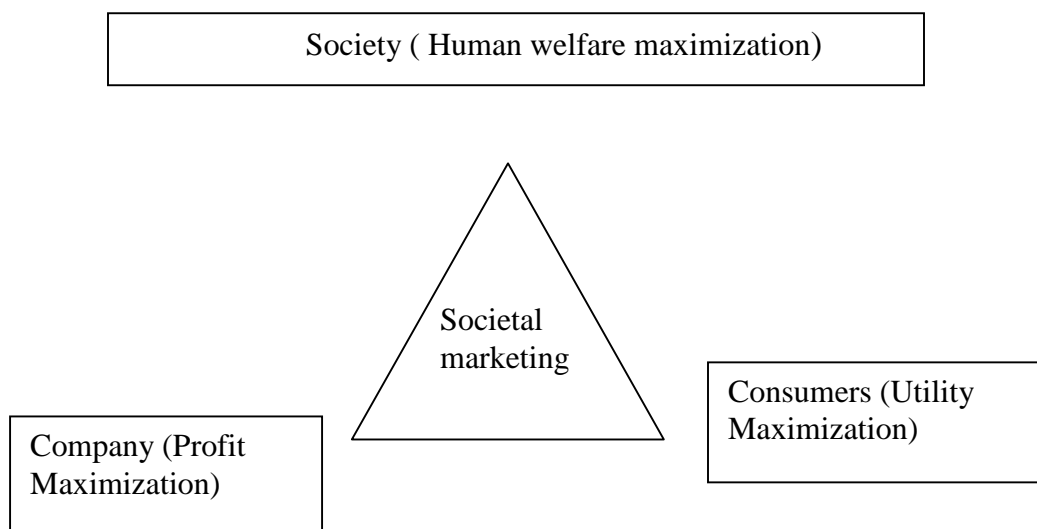 Society ( Human welfare maximization)
Societal
marketing
Consumers (Utility
Maximization)
Company (Profit
Maximization)